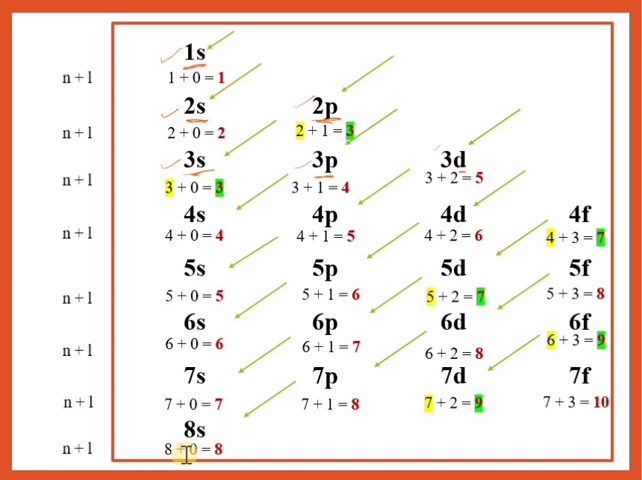 1s
n + l 1 + 0 = 1
2s 2p
n + l 2 + 0 = 2 2 + 1 = 3
3s 3p 3d
n + l 3 + 0 = 3 3 + 1 = 4 3 + 2 = 5
4s 4p 4d 4f
n + l 4 + 0 = 4 4 + 1 = 5 4 + 2 = 6 4 + 3 = 7
5s 5p 5d 5f
n + l 5 + 0 = 5 5 + 1 = 6 5 + 2 = 7 5 + 3 = 8
6s 6p 6d 6f
n + l 6 + 0 = 6 6 + 1 = 7 6 + 2 = 8 6 + 3 = 9
7s 7p 7d 7f
n + l 7 + 0 = 7 7 + 1 = 8 7 + 2 = 9 7 + 3 = 10
8s
n + l 8 + 0 = 8